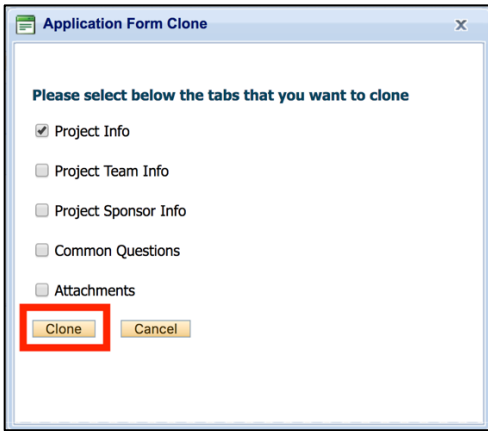 Application Form Clone
x
Please select below the tabs that you want to clone
Project Info
Project Team Info
Project Sponsor Info
Common Questions
Attachments
Clone Cancel